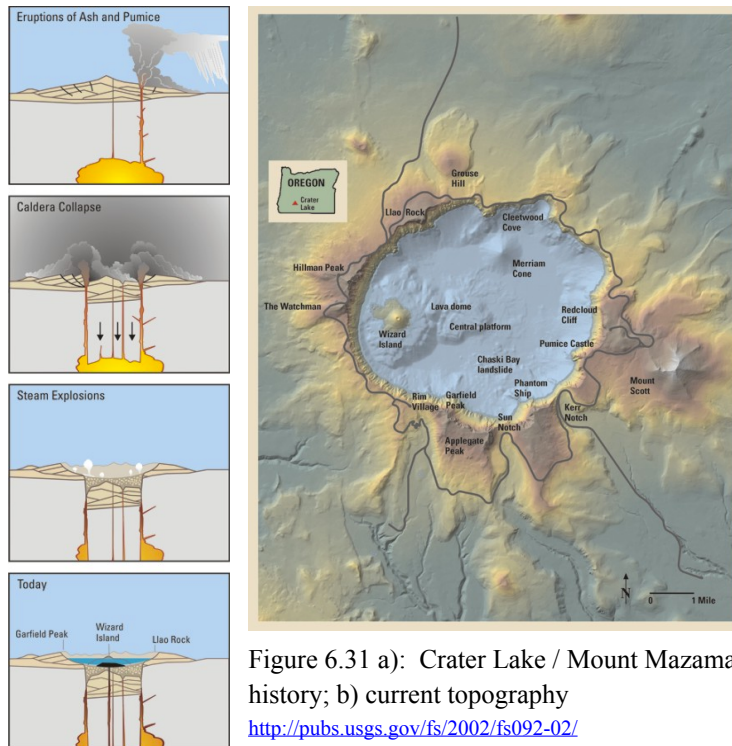 Eruptions of Ash and Pumice
Caldera Collapse
Steam Explosions
Today
Garfield Peak
Wizard
Island
Llao Rock
OREGON
Crater
Lake
Grouse
Hill
Llao Rock
Cleetwood
Cove
Hillman Peak
Merriam
Cone
The Watchman
Lava dome
Redcloud
Cliff
Wizard
Island
Central platform
Pumice Castle
Chaski Bay
landslide
Mount
Scott
Phantom
Ship
Rim
Village
Garfield
Peak
Sun
Notch
Kerr
Notch
Applegate
Peak
N
0 1 Mile
Figure 6.31 a): Crater Lake / Mount Mazama
history; b) current topography
http://pubs.usgs.gov/fs/2002/fs092-02/